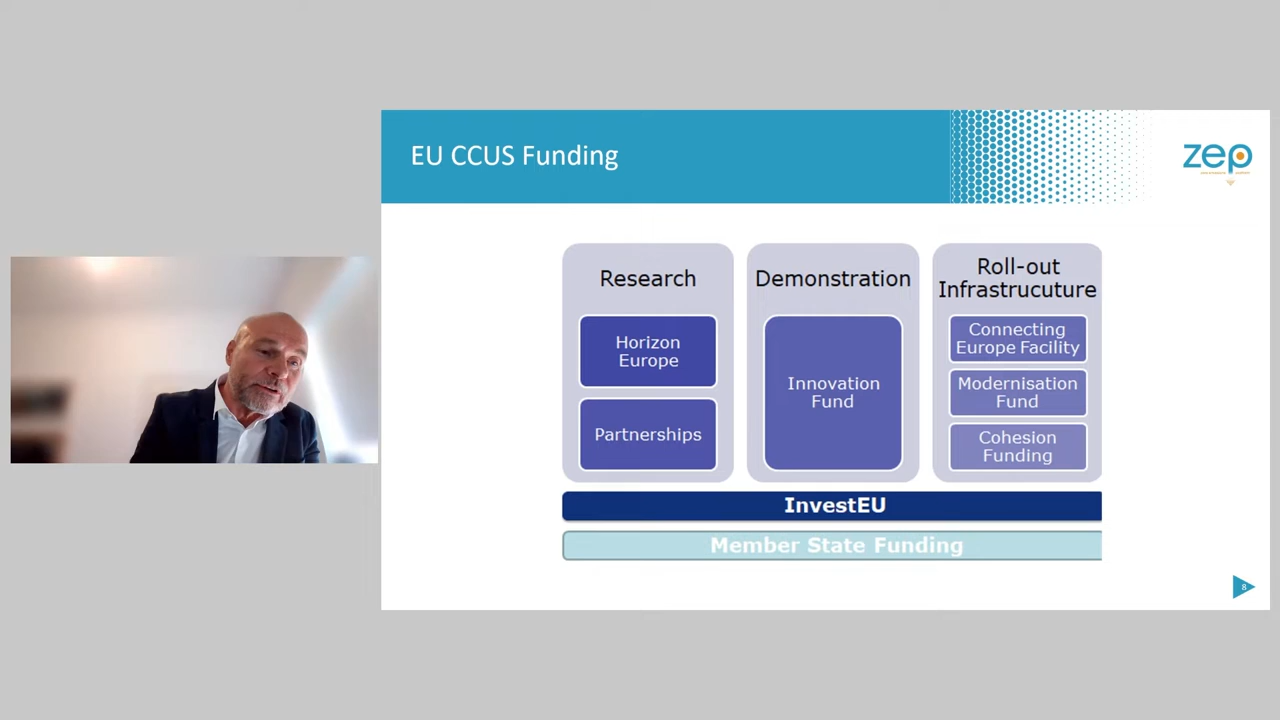 EU CCUS Funding
zep
Research
Horizon
Europe
Partnerships
Demonstration
Innovation
Fund
Roll-out
Infrastrucuture
Connecting
Europe Facility
Modernisation
Fund
Cohesion
Funding
InvestEU
Member State Funding
8